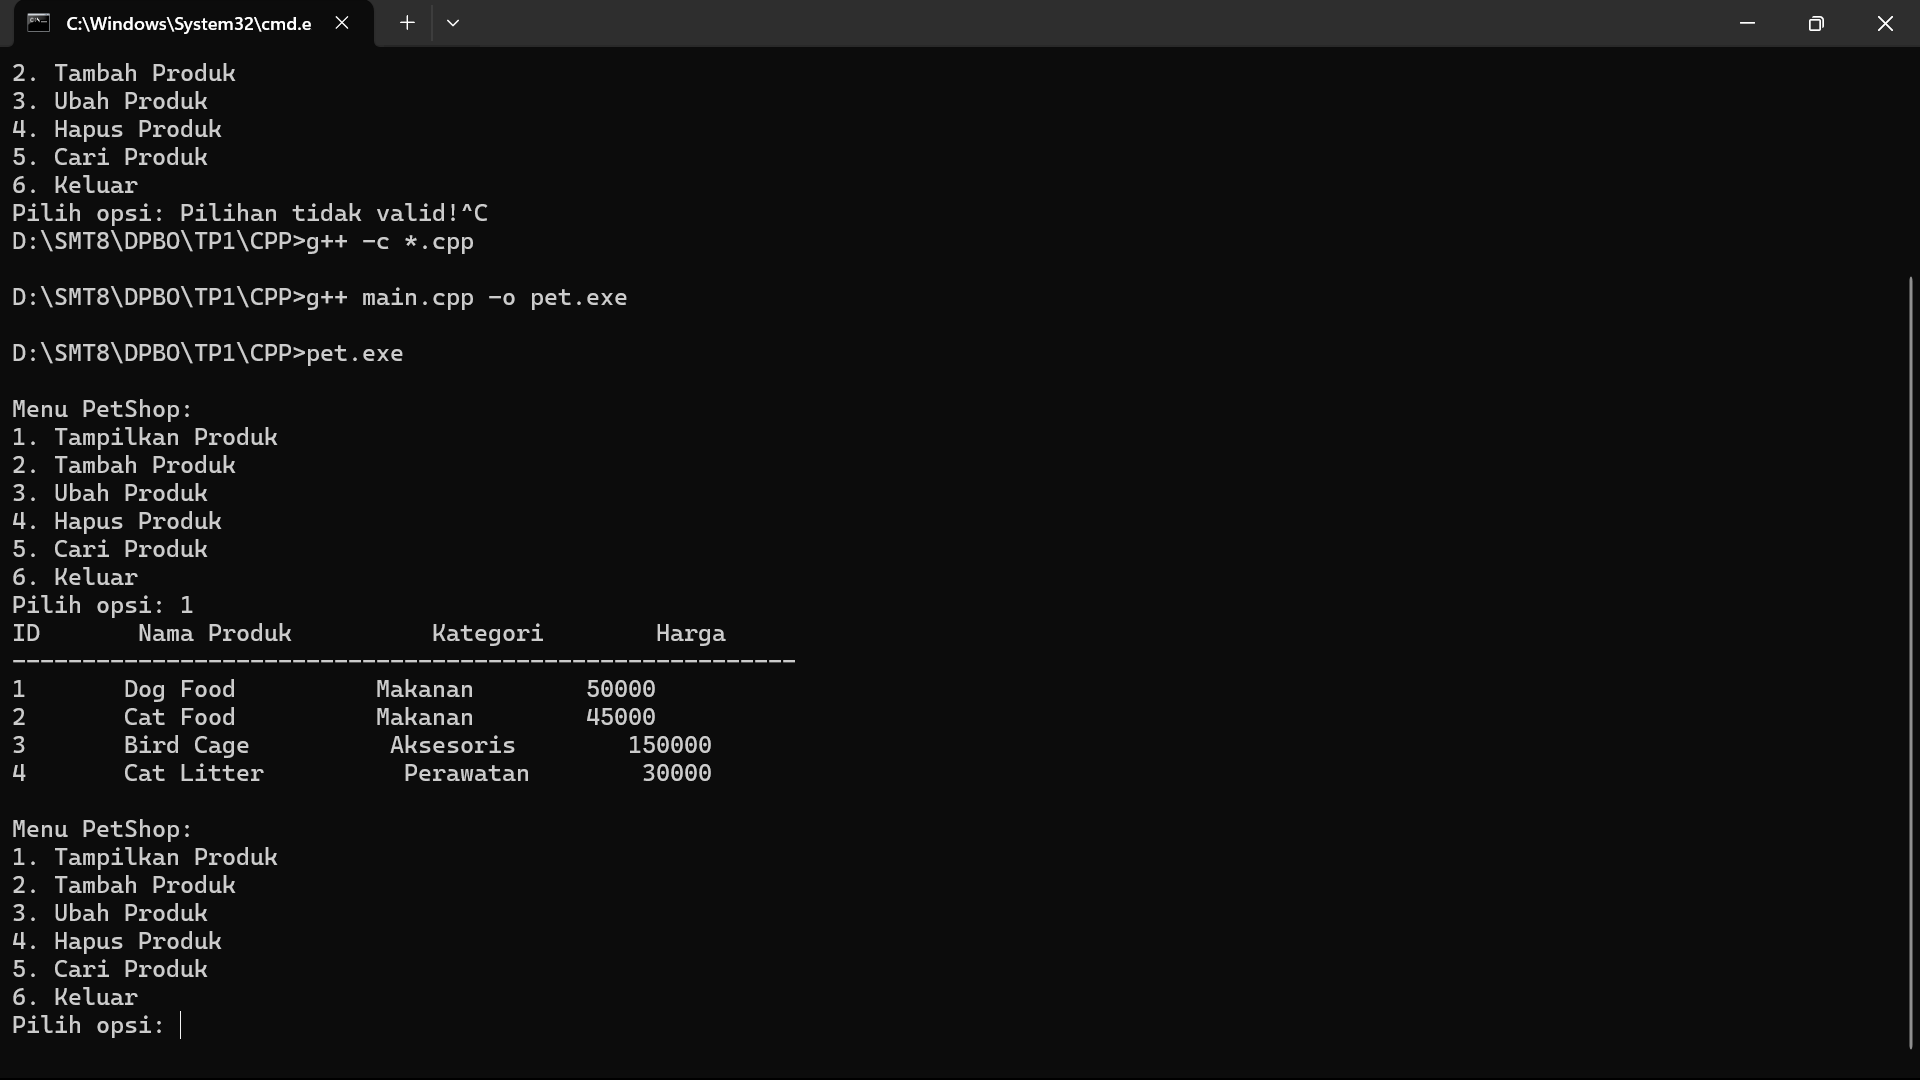 C:\Windows\System32\cmd.e
2. Tambah Produk
3. Ubah Produk
4. Hapus Produk
5. Cari Produk
6. Keluar
Pilih opsi: Pilihan tidak valid!^C
D:\SMT8\DPBO\TP1\CPP>g++ -c *.cpp

D:\SMT8\DPBO\TP1\CPP>g++ main.cpp -o pet.exe

D:\SMT8\DPBO\TP1\CPP>pet.exe

Menu PetShop:
1. Tampilkan Produk
2. Tambah Produk
3. Ubah Produk
4. Hapus Produk
5. Cari Produk
6. Keluar
Pilih opsi: 1
ID       Nama Produk          Kategori        Harga
--------------------------------------------------------
1       Dog Food          Makanan        50000
2       Cat Food          Makanan        45000
3       Bird Cage          Aksesoris        150000
4       Cat Litter          Perawatan        30000

Menu PetShop:
1. Tampilkan Produk
2. Tambah Produk
3. Ubah Produk
4. Hapus Produk
5. Cari Produk
6. Keluar
Pilih opsi: